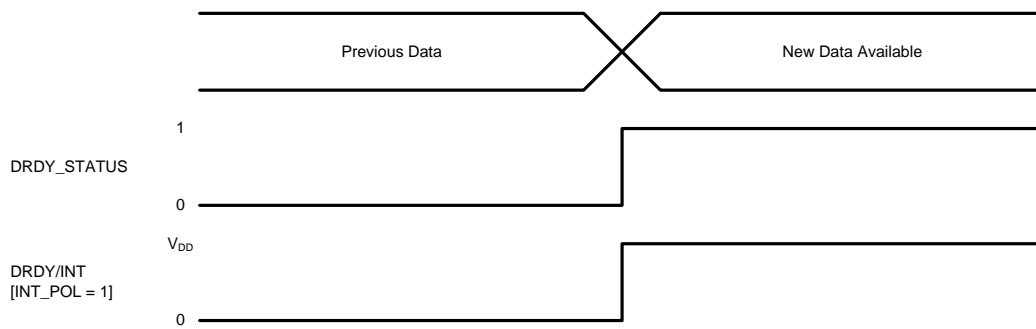 Previous Data
New Data Available
1
DRDY_STATUS
0
VDD
DRDY/INT
[INT_POL = 1]
0